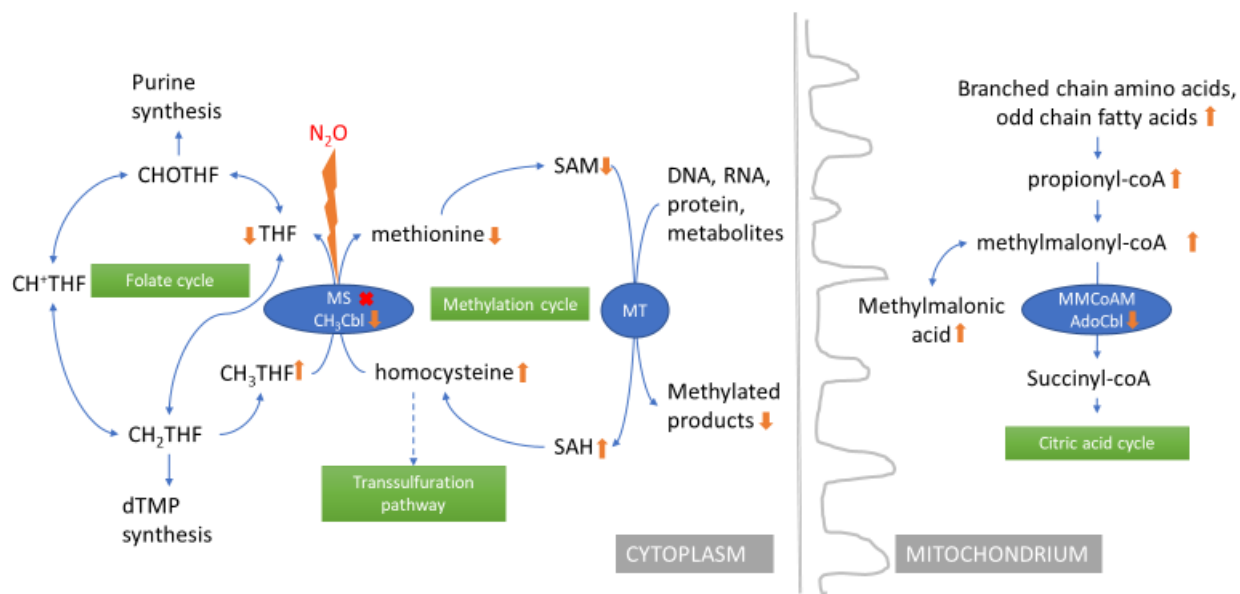 Purine
synthesis
CHOTHF
N₂O
THF
CH⁺THF
Folate cycle
CH₂THF
dTMP
synthesis
CH₃THF
MS
CH₃Cbl
methionine
Methylation cycle
homocysteine
Transsulfuration
pathway
SAM
SAH
MT
DNA, RNA,
protein,
metabolites
Methylated
products
CYTOPLASM
Branched chain amino acids,
odd chain fatty acids
propionyl-coA
methylmalonyl-coA
Methylmalonic
acid
MMCoAM
AdoCbl
Succinyl-coA
Citric acid cycle
MITOCHONDRIUM